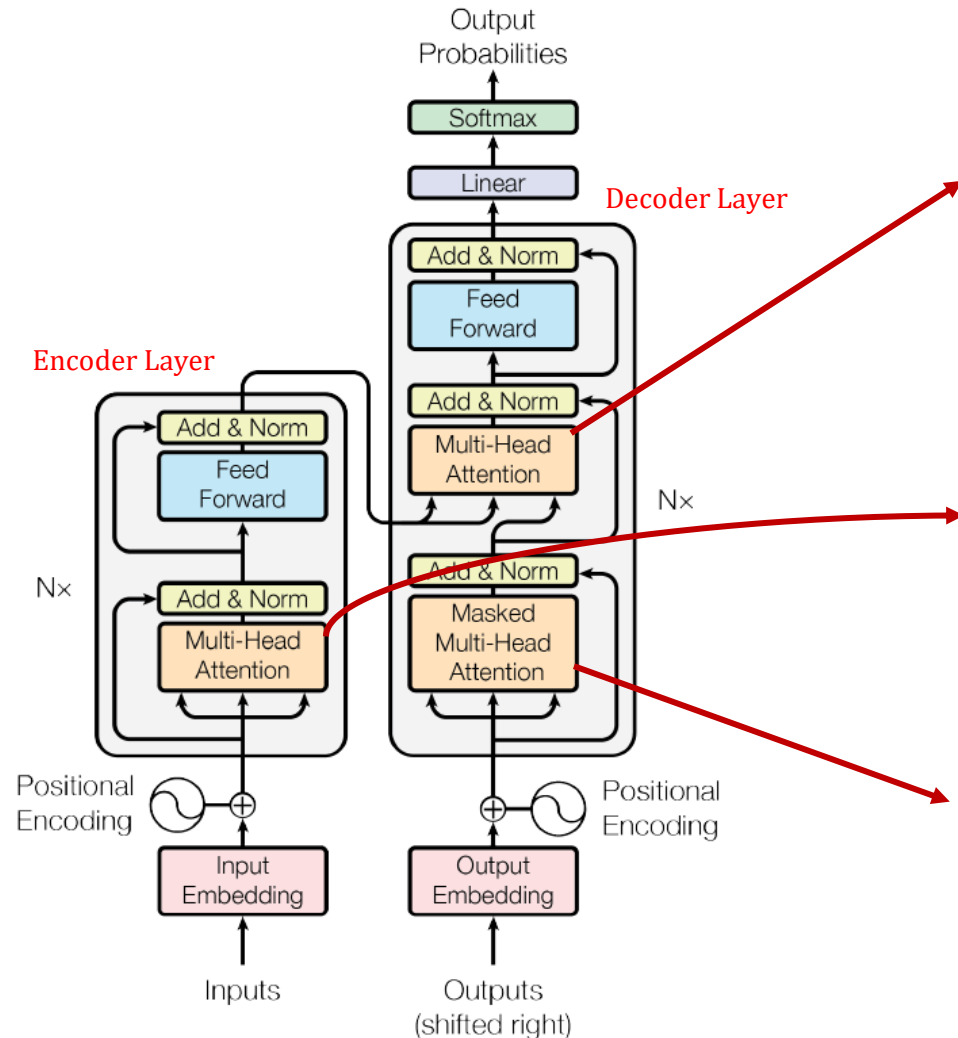 Output
Probabilities
Softmax
Linear
Decoder Layer
Add & Norm
Feed
Forward
Encoder Layer
Add & Norm
Add & Norm
Multi-Head
Attention
Feed
Forward
N×
Add & Norm
N×
Add & Norm
Masked
Multi-Head
Attention
Multi-Head
Attention
Positional
Encoding
Positional
Encoding
Input
Embedding
Output
Embedding
Inputs
Outputs
(shifted right)